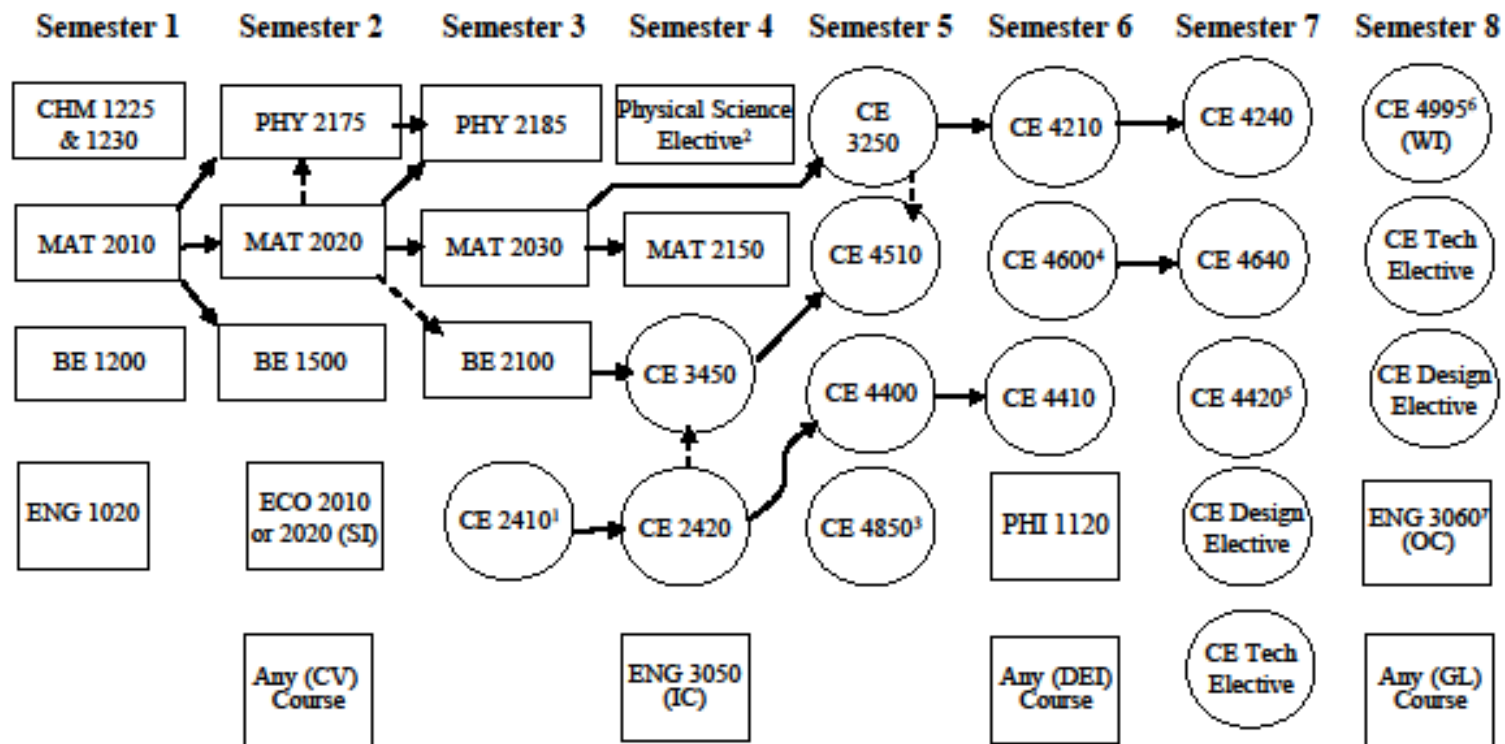 Semester 1 Semester 2 Semester 3 Semester 4 Semester 5 Semester 6 Semester 7 Semester 8
CHM 1225
& 1230
PHY 2175
PHY 2185
Physical Science
Elective²
CE
3250
CE 4210
CE 4240
CE 4995⁶
(WI)
MAT 2010
MAT 2020
MAT 2030
MAT 2150
CE 4510
CE 4600⁴
CE 4640
CE Tech
Elective
BE 1200
BE 1500
BE 2100
CE 3450
CE 4400
CE 4410
CE 4420⁵
CE Design
Elective
ENG 1020
ECO 2010
or 2020 (SI)
CE 2410¹
CE 2420
CE 4850³
PHI 1120
CE Design
Elective
ENG 3060⁷
(OC)
Any (CV)
Course
ENG 3050
(IC)
Any (DEI)
Course
CE Tech
Elective
Any (GL)
Course